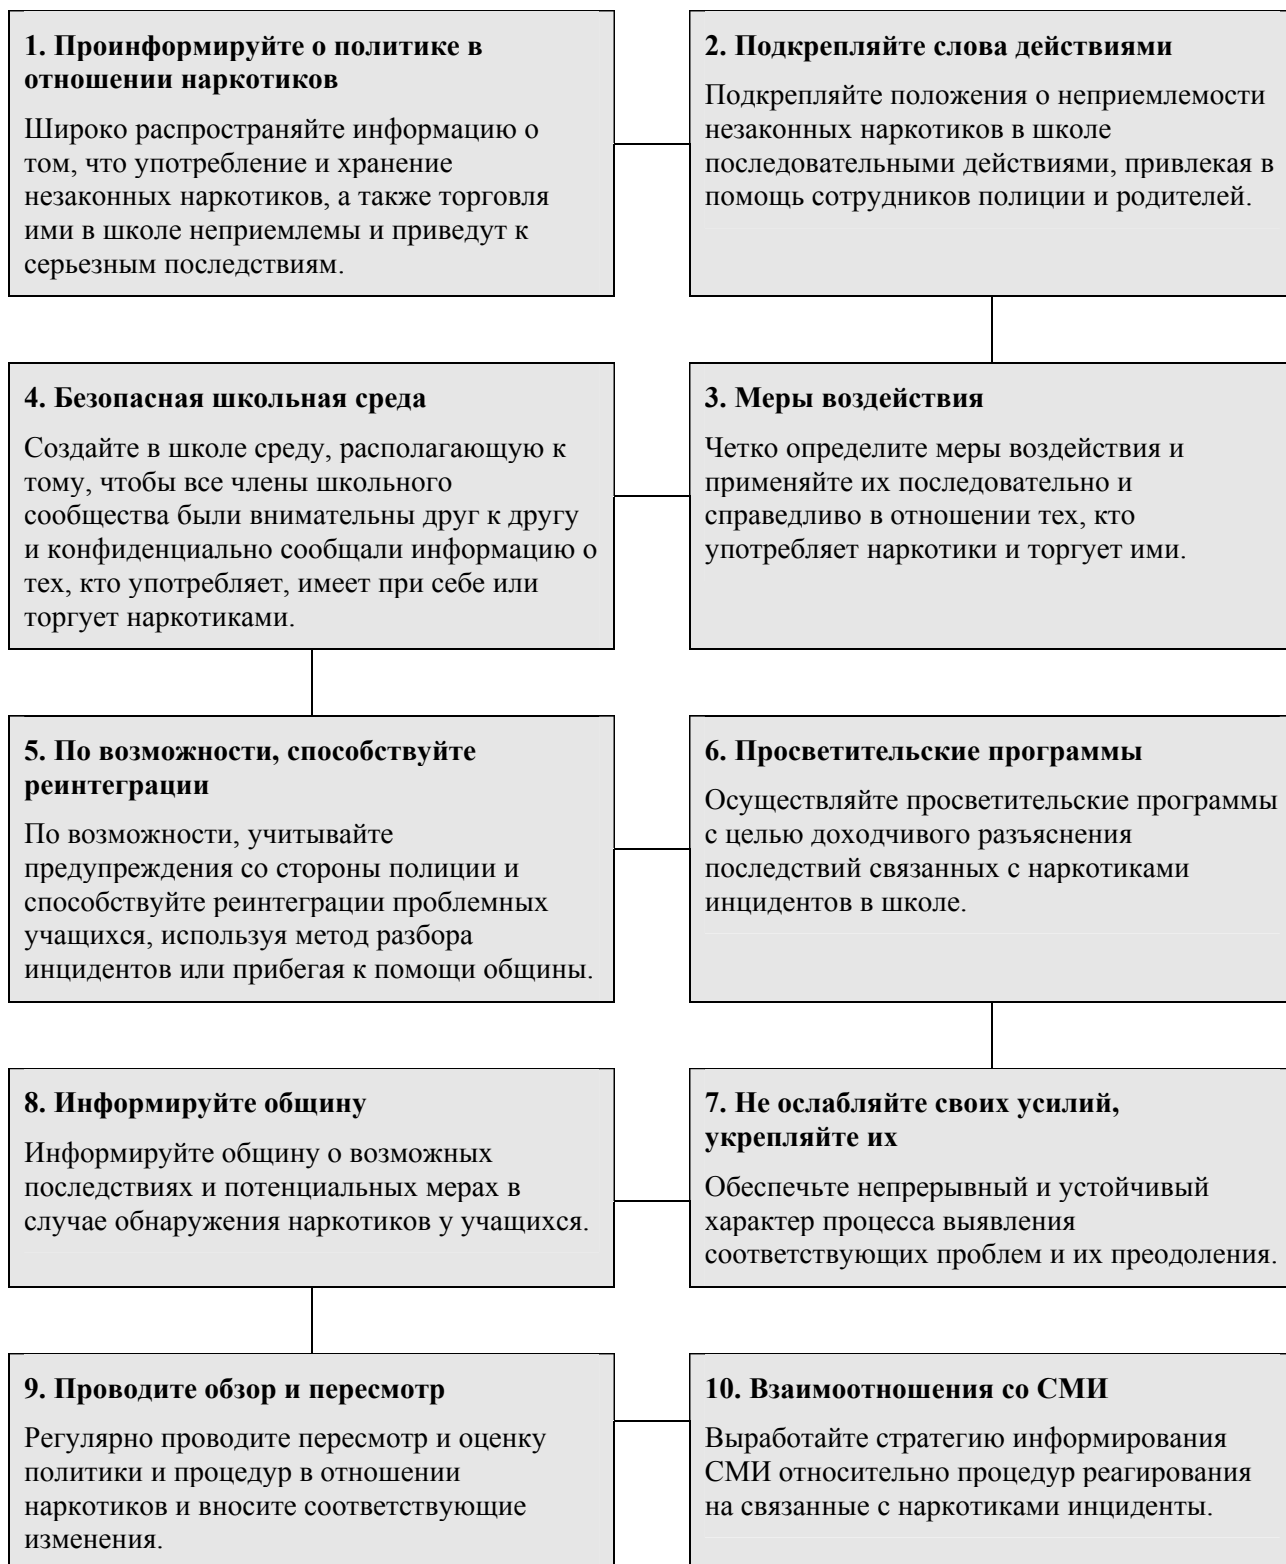 1. Проинформируйте о политике в
отношении наркотиков
Широко распространяйте информацию о
том, что употребление и хранение
незаконных наркотиков, а также торговля
ими в школе неприемлемы и приведут к
серьезным последствиям.
2. Подкрепляйте слова действиями
Подкрепляйте положения о неприемлемости
незаконных наркотиков в школе
последовательными действиями, привлекая в
помощь сотрудников полиции и родителей.
3. Меры воздействия
Четко определите меры воздействия и
применяйте их последовательно и
справедливо в отношении тех, кто
употребляет наркотики и торгует ими.
4. Безопасная школьная среда
Создайте в школе среду, располагающую к
тому, чтобы все члены школьного
сообщества были внимательны друг к другу
и конфиденциально сообщали информацию о
тех, кто употребляет, имеет при себе или
торгует наркотиками.
5. По возможности, способствуйте
реинтеграции
По возможности, учитывайте
предупреждения со стороны полиции и
способствуйте реинтеграции проблемных
учащихся, используя метод разбора
инцидентов или прибегая к помощи общины.
6. Просветительские программы
Осуществляйте просветительские программы
с целью доходчивого разъяснения
последствий связанных с наркотиками
инцидентов в школе.
7. Не ослабляйте своих усилий,
укрепляйте их
Обеспечьте непрерывный и устойчивый
характер процесса выявления
соответствующих проблем и их преодоления.
8. Информируйте общину
Информируйте общину о возможных
последствиях и потенциальных мерах в
случае обнаружения наркотиков у учащихся.
9. Проводите обзор и пересмотр
Регулярно проводите пересмотр и оценку
политики и процедур в отношении
наркотиков и вносите соответствующие
изменения.
10. Взаимоотношения со СМИ
Выработайте стратегию информирования
СМИ относительно процедур реагирования
на связанные с наркотиками инциденты.